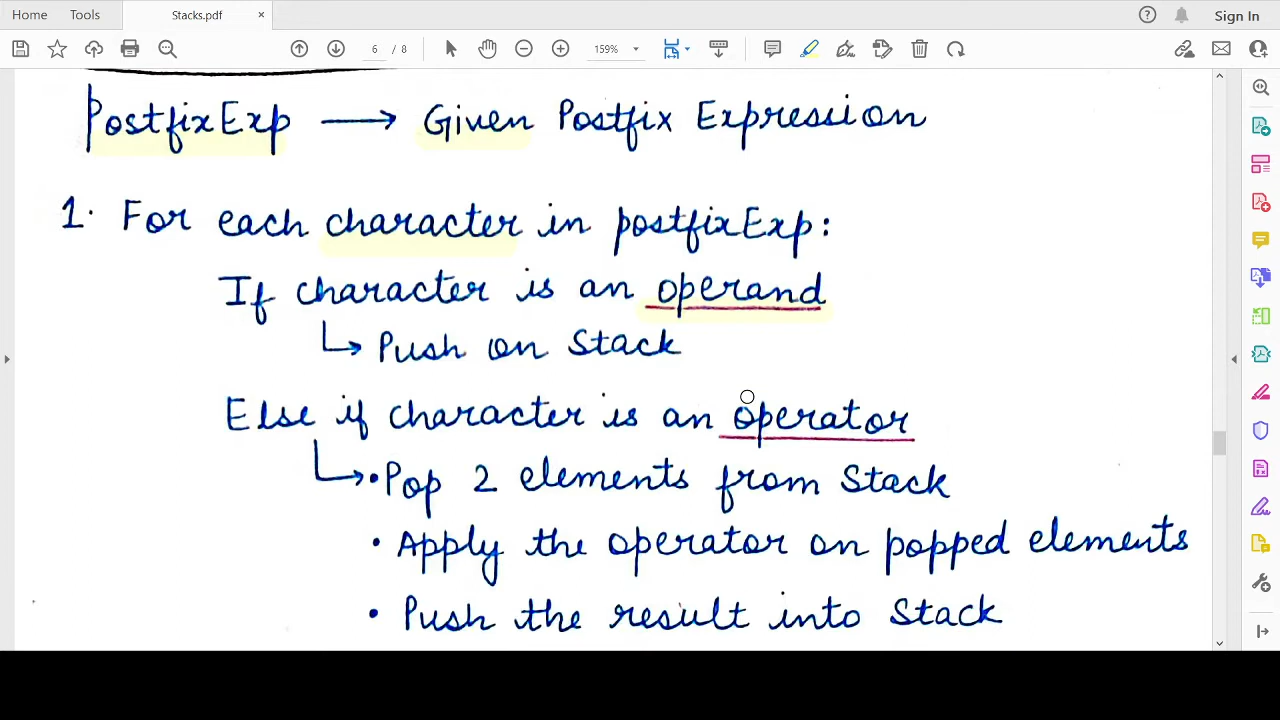 Home Tools Stacks.pdf × Sign In
6 / 8 159%
PostfixExp → Given Postfix Expression
1. For each character in postfixExp:
If character is an operand
↳ Push on Stack
Else if character is an operator
↳ • Pop 2 elements from Stack
• Apply the operator on popped elements
• Push the result into Stack